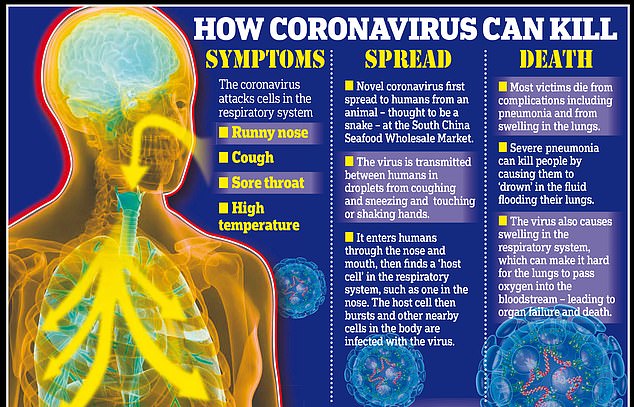 HOW CORONAVIRUS CAN KILL
SYMPTOMS
The coronavirus
attacks cells in the
respiratory system
Runny nose
Cough
Sore throat
High
temperature
SPREAD
Novel coronavirus first
spread to humans from an
animal – thought to be a
snake – at the South China
Seafood Wholesale Market.
The virus is transmitted
between humans in
droplets from coughing
and sneezing and touching
or shaking hands.
It enters humans
through the nose and
mouth, then finds a ‘host
cell’ in the respiratory
system, such as one in the
nose. The host cell then
bursts and other nearby
cells in the body are
infected with the virus.
DEATH
Most victims die from
complications including
pneumonia and from
swelling in the lungs.
Severe pneumonia
can kill people by
causing them to
‘drown’ in the fluid
flooding their lungs.
The virus also causes
swelling in the
respiratory system,
which can make it hard
for the lungs to pass
oxygen into the
bloodstream – leading to
organ failure and death.